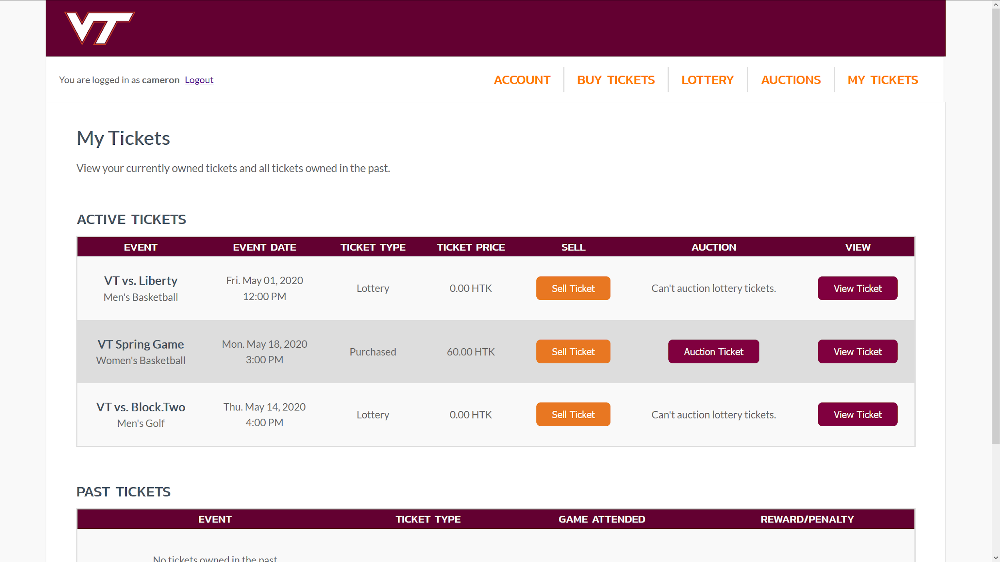 VT
You are logged in as cameron Logout
ACCOUNT BUY TICKETS LOTTERY AUCTIONS MY TICKETS
My Tickets
View your currently owned tickets and all tickets owned in the past.
ACTIVE TICKETS
EVENT EVENT DATE TICKET TYPE TICKET PRICE SELL AUCTION VIEW
VT vs. Liberty Fri. May 01, 2020
Lottery 0.00 HTK Sell Ticket Can't auction lottery tickets. View Ticket
Men's Basketball 12:00 PM
VT Spring Game Mon. May 18, 2020
Purchased 60.00 HTK Sell Ticket Auction Ticket View Ticket
Women's Basketball 3:00 PM
VT vs. Block.Two Thu. May 14, 2020
Lottery 0.00 HTK Sell Ticket Can't auction lottery tickets. View Ticket
Men's Golf 4:00 PM
PAST TICKETS
EVENT TICKET TYPE GAME ATTENDED REWARD/PENALTY
No tickets owned in the past